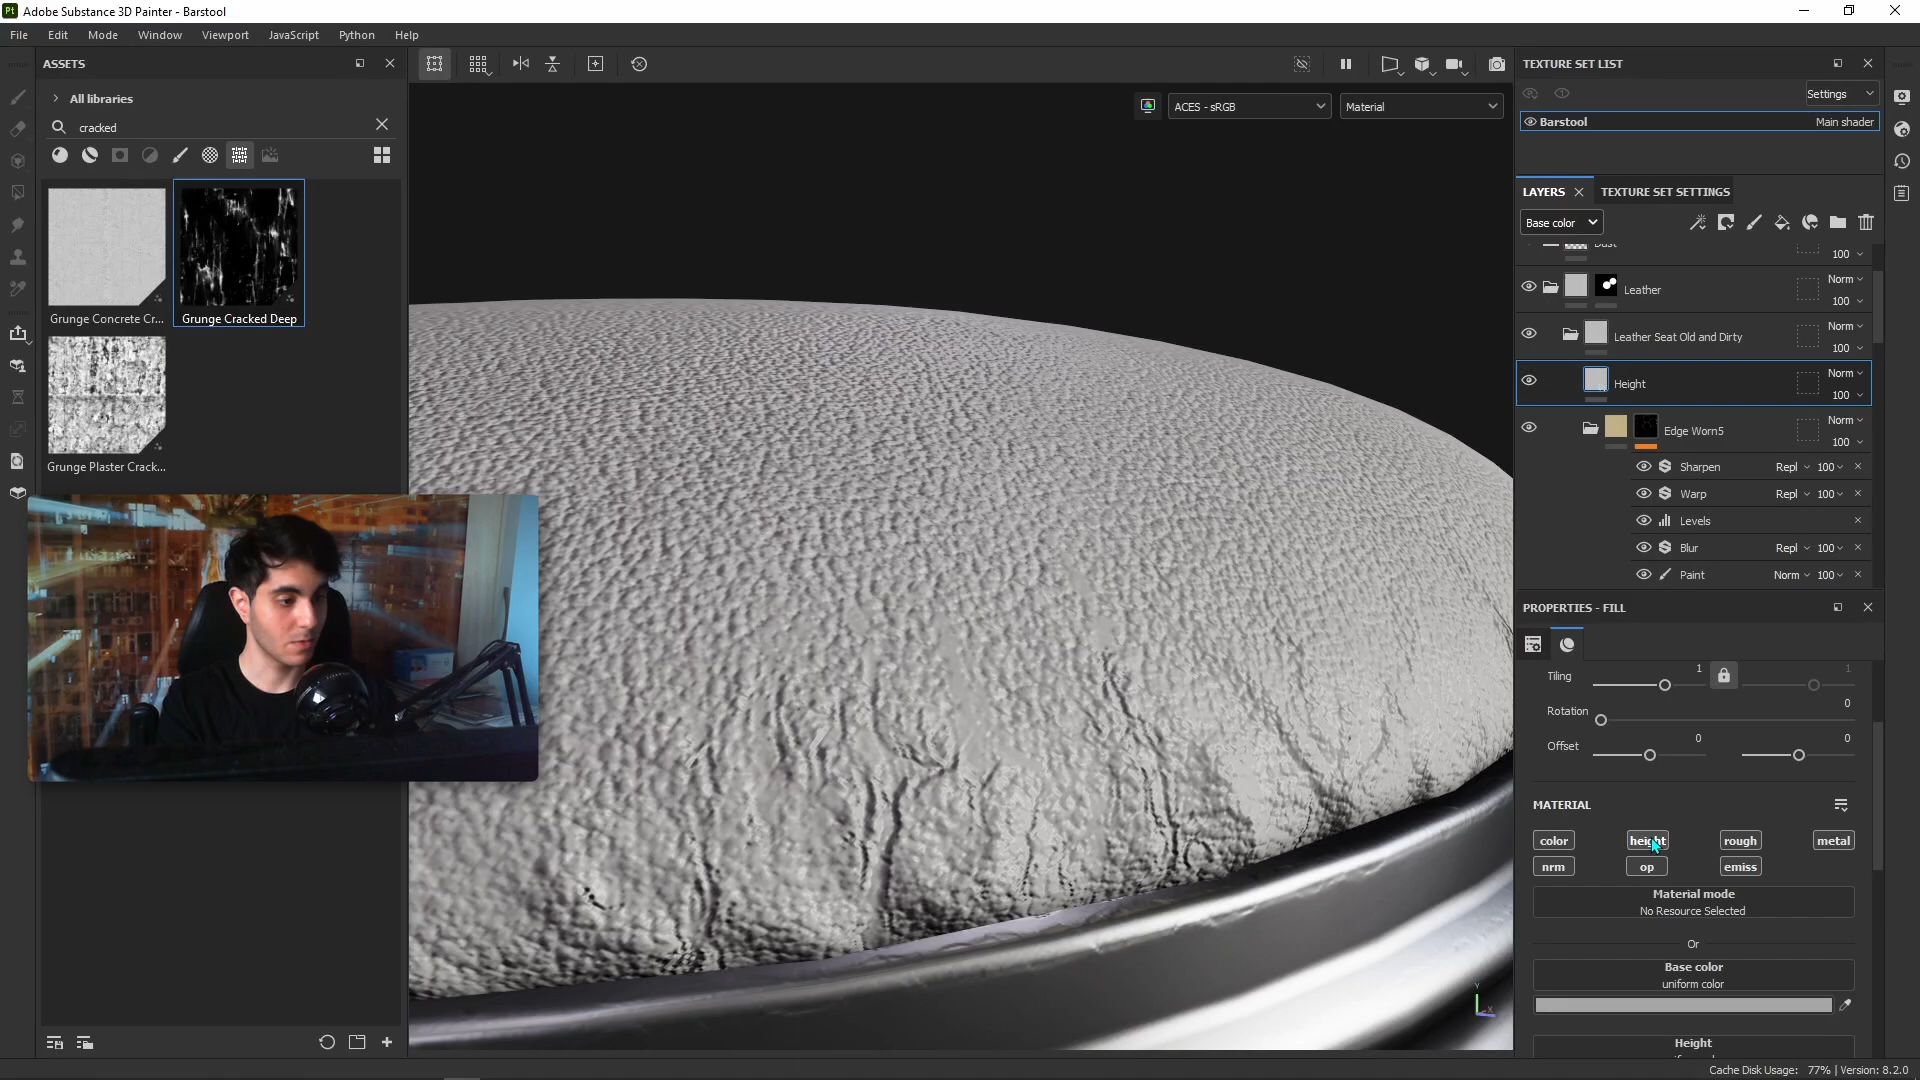 Pt Adobe Substance 3D Painter - Barstool
File Edit Mode Window Viewport JavaScript Python Help
ASSETS
All libraries
cracked
Grunge Concrete Cr...
Grunge Cracked Deep
Grunge Plaster Crack...
ACES - sRGB
Material
Y
X
TEXTURE SET LIST
Settings
Barstool Main shader
LAYERS TEXTURE SET SETTINGS
Base color
Dust
100
Leather Norm
100
Leather Seat Old and Dirty Norm
100
Height Norm
100
Edge Worn5 Norm
100
Sharpen Repl 100
Warp Repl 100
Levels
Blur Repl 100
Paint Norm 100
PROPERTIES - FILL
Tiling 1 1
Rotation 0
Offset 0 0
MATERIAL
color height rough metal
nrm op emiss
Material mode
No Resource Selected
Or
Base color
uniform color
Height
Cache Disk Usage: 77% | Version: 8.2.0